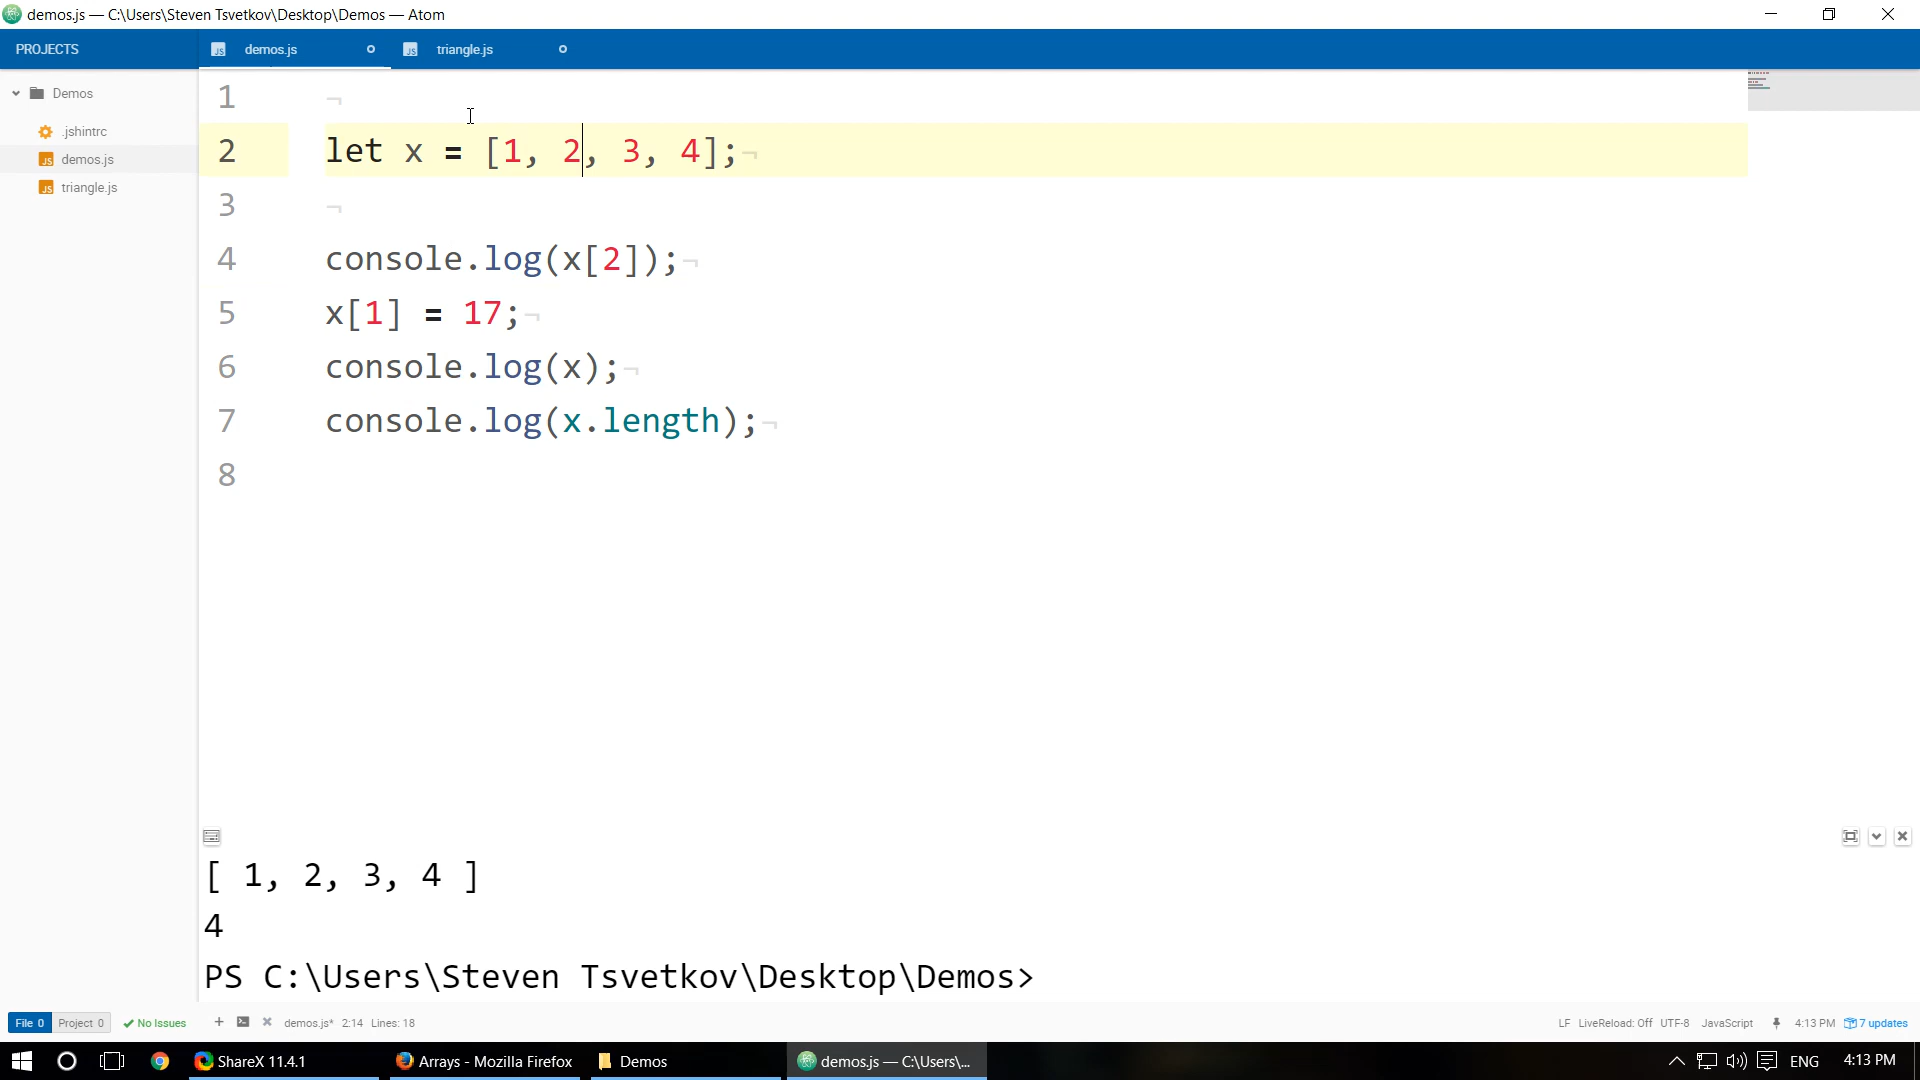 demos.js — C:\Users\Steven Tsvetkov\Desktop\Demos — Atom
PROJECTS
demos.js
triangle.js
Demos
.jshintrc
demos.js
triangle.js
1 ¬
2 let x = [1, 2, 3, 4];¬
3 ¬
4 console.log(x[2]);¬
5 x[1] = 17;¬
6 console.log(x);¬
7 console.log(x.length);¬
8
[ 1, 2, 3, 4 ]
4
PS C:\Users\Steven Tsvetkov\Desktop\Demos>
File 0 Project 0 No Issues demos.js* 2:14 Lines: 18 LF LiveReload: Off UTF-8 JavaScript 4:13 PM 7 updates
ShareX 11.4.1 Arrays - Mozilla Firefox Demos demos.js — C:\Users\... ENG 4:13 PM